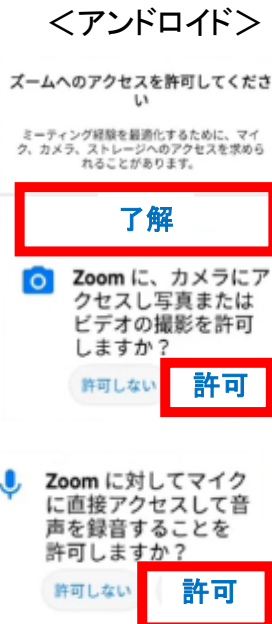 ＜アンドロイド＞
ズームへのアクセスを許可してくださ
い
ミーティング経験を最適化するために、マイ
ク、カメラ、ストレージへのアクセスを求めら
れることがあります。
了解
Zoom に、カメラにア
クセスし写真または
ビデオの撮影を許可
しますか？
許可しない
許可
Zoom に対してマイク
に直接アクセスして音
声を録音することを
許可しますか？
許可しない
許可